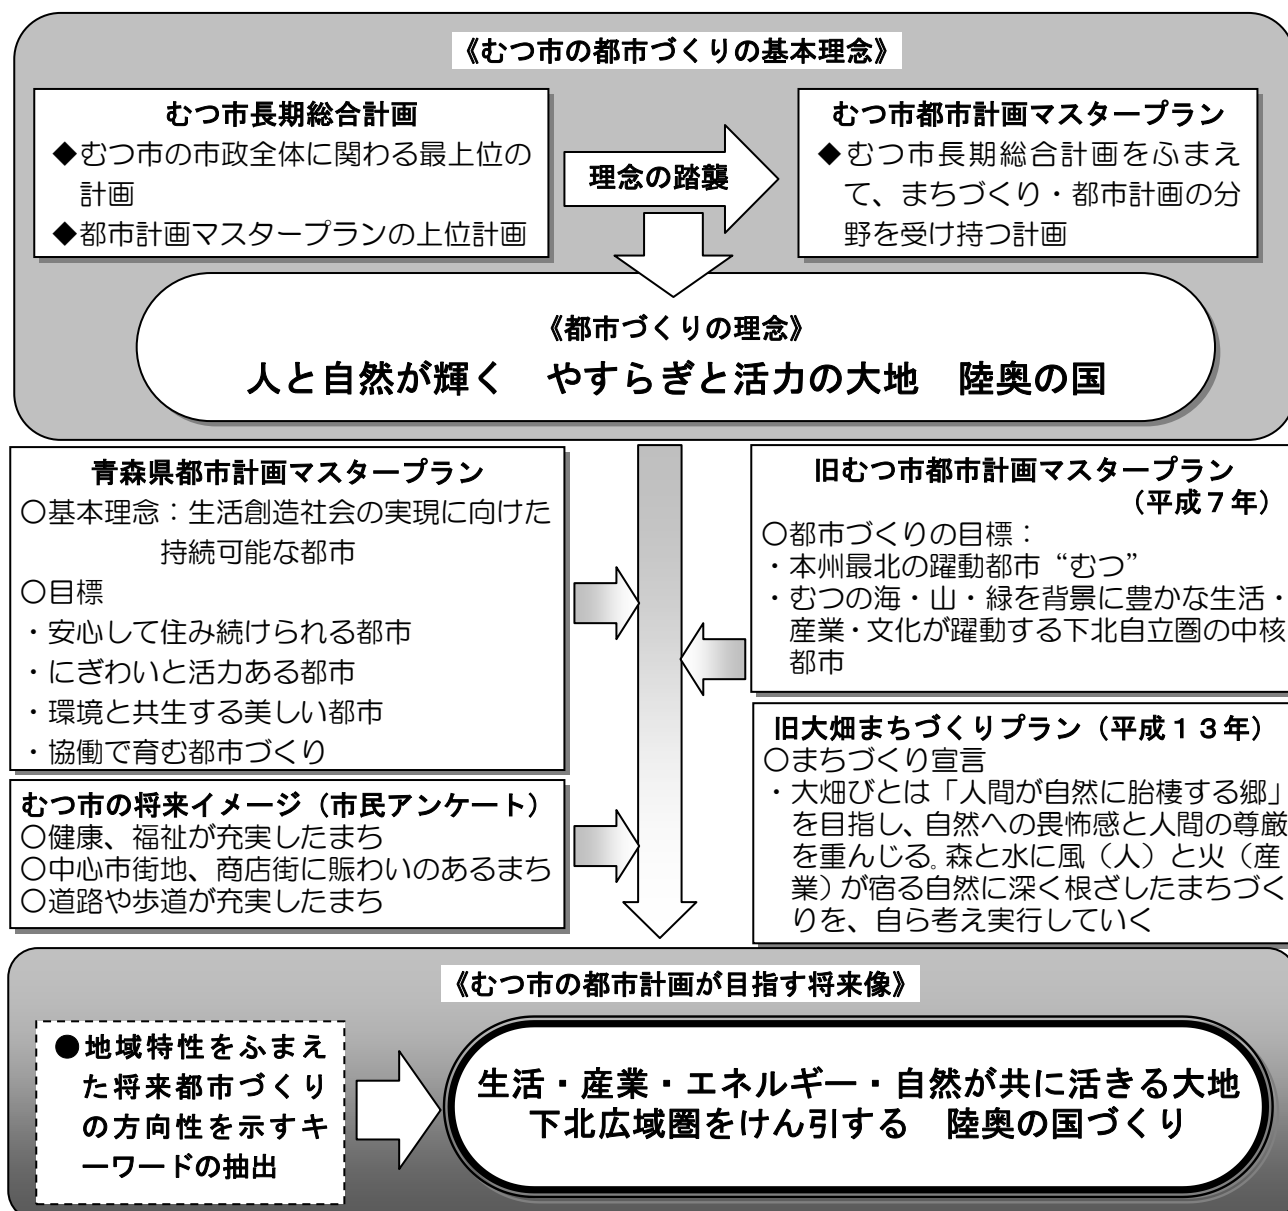 《むつ市の都市づくりの基本理念》
むつ市長期総合計画
◆むつ市の市政全体に関わる最上位の
計画
◆都市計画マスタープランの上位計画
理念の踏襲
むつ市都市計画マスタープラン
◆むつ市長期総合計画をふまえ
て、まちづくり・都市計画の分
野を受け持つ計画
《都市づくりの理念》
人と自然が輝く　やすらぎと活力の大地　陸奥の国
青森県都市計画マスタープラン
○基本理念：生活創造社会の実現に向けた
持続可能な都市
○目標
・安心して住み続けられる都市
・にぎわいと活力ある都市
・環境と共生する美しい都市
・協働で育む都市づくり
むつ市の将来イメージ（市民アンケート）
○健康、福祉が充実したまち
○中心市街地、商店街に賑わいのあるまち
○道路や歩道が充実したまち
旧むつ市都市計画マスタープラン
（平成７年）
○都市づくりの目標：
・本州最北の躍動都市“むつ”
・むつの海・山・緑を背景に豊かな生活・
産業・文化が躍動する下北自立圏の中核
都市
旧大畑まちづくりプラン（平成１３年）
○まちづくり宣言
・大畑びとは「人間が自然に胎棲する郷」
を目指し、自然への畏怖感と人間の尊厳
を重んじる。森と水に風（人）と火（産
業）が宿る自然に深く根ざしたまちづく
りを、自ら考え実行していく
《むつ市の都市計画が目指す将来像》
●地域特性をふまえ
た将来都市づくり
の方向性を示すキ
ーワードの抽出
生活・産業・エネルギー・自然が共に活きる大地
下北広域圏をけん引する　陸奥の国づくり